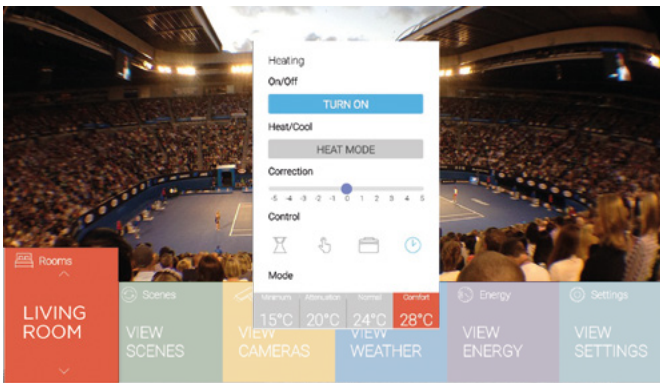 Heating
On/Off
TURN ON
Heat/Cool
HEAT MODE
Correction
-5 -4 -3 -2 -1 0 1 2 3 4 5
Control
Mode
Minimum Attenuation Normal Comfort
15°C 20°C 24°C 28°C
Rooms
LIVING
ROOM
Scenes
VIEW
SCENES
VIEW
CAMERAS
VIEW
WEATHER
Energy
VIEW
ENERGY
Settings
VIEW
SETTINGS